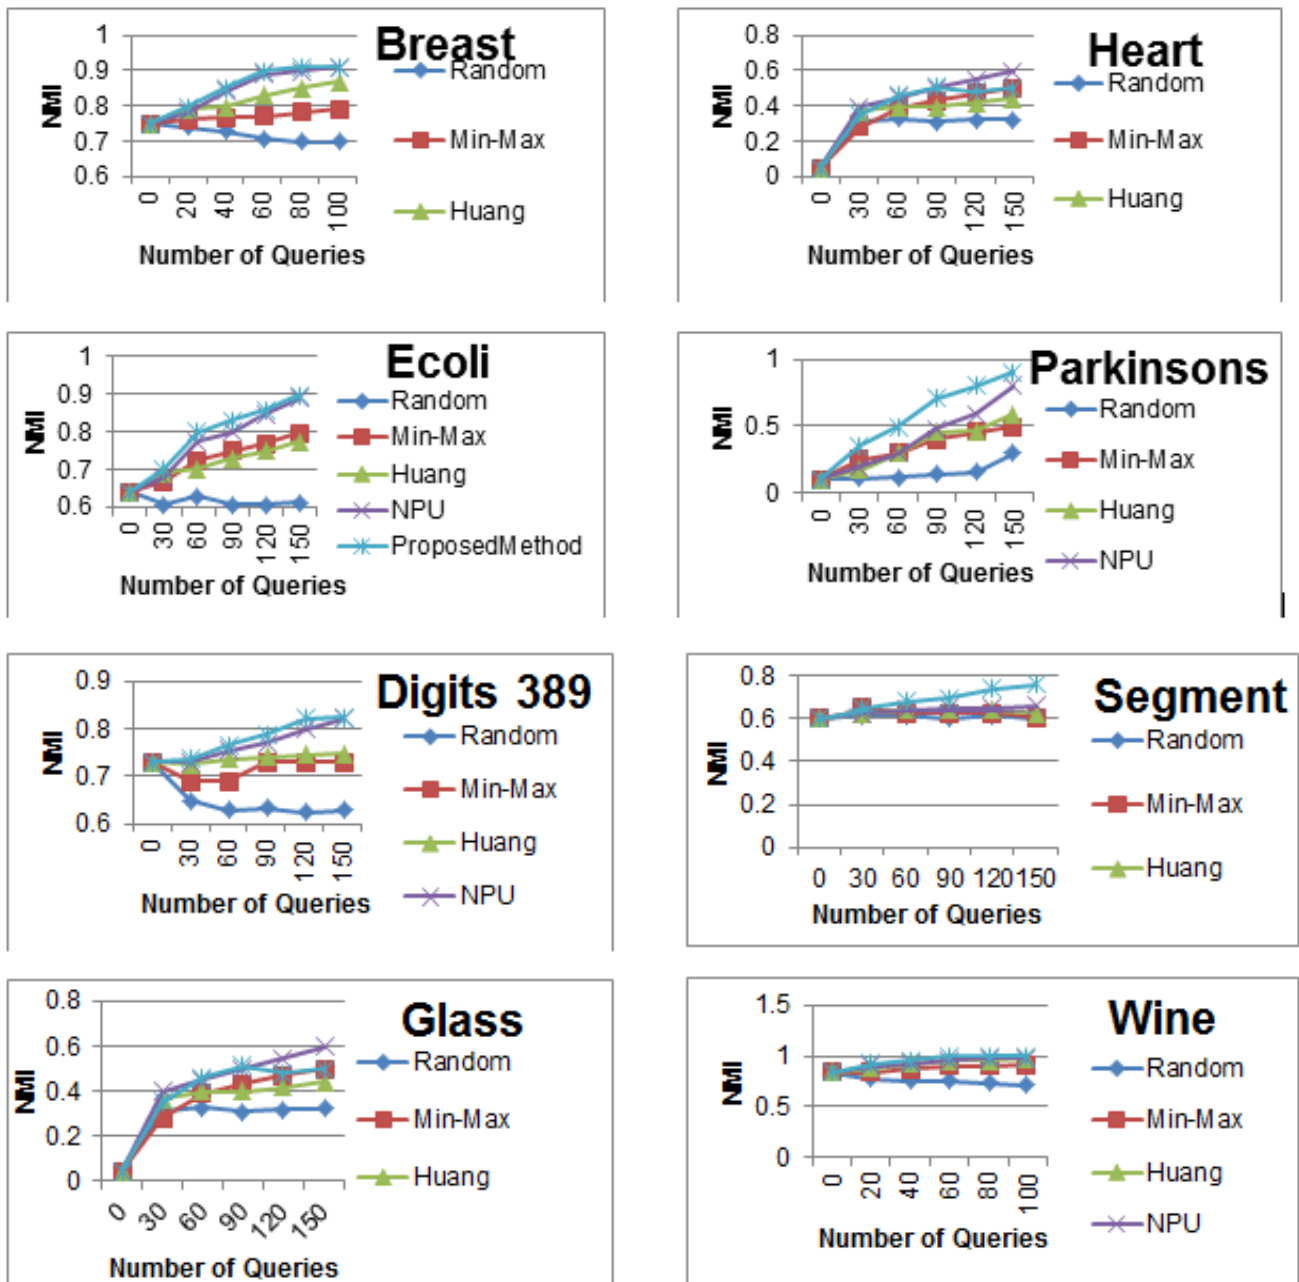 Breast
NMI
1
0.9
0.8
0.7
0.6
0
20
40
60
80
100
Number of Queries
Random
Min-Max
Huang
Heart
NMI
0.8
0.6
0.4
0.2
0
0
30
60
90
120
150
Number of Queries
Random
Min-Max
Huang
Ecoli
NMI
1
0.9
0.8
0.7
0.6
0
30
60
90
120
150
Number of Queries
Random
Min-Max
Huang
NPU
ProposedMethod
Parkinsons
NMI
1
0.5
0
0
30
60
90
120
150
Number of Queries
Random
Min-Max
Huang
NPU
Digits 389
NMI
0.9
0.8
0.7
0.6
0
30
60
90
120
150
Number of Queries
Random
Min-Max
Huang
NPU
Segment
NMI
0.8
0.6
0.4
0.2
0
0 30 60 90 120 150
Number of Queries
Random
Min-Max
Huang
Glass
NMI
0.8
0.6
0.4
0.2
0
0
30
60
90
120
150
Number of Queries
Random
Min-Max
Huang
Wine
NMI
1.5
1
0.5
0
0
20
40
60
80
100
Number of Queries
Random
Min-Max
Huang
NPU